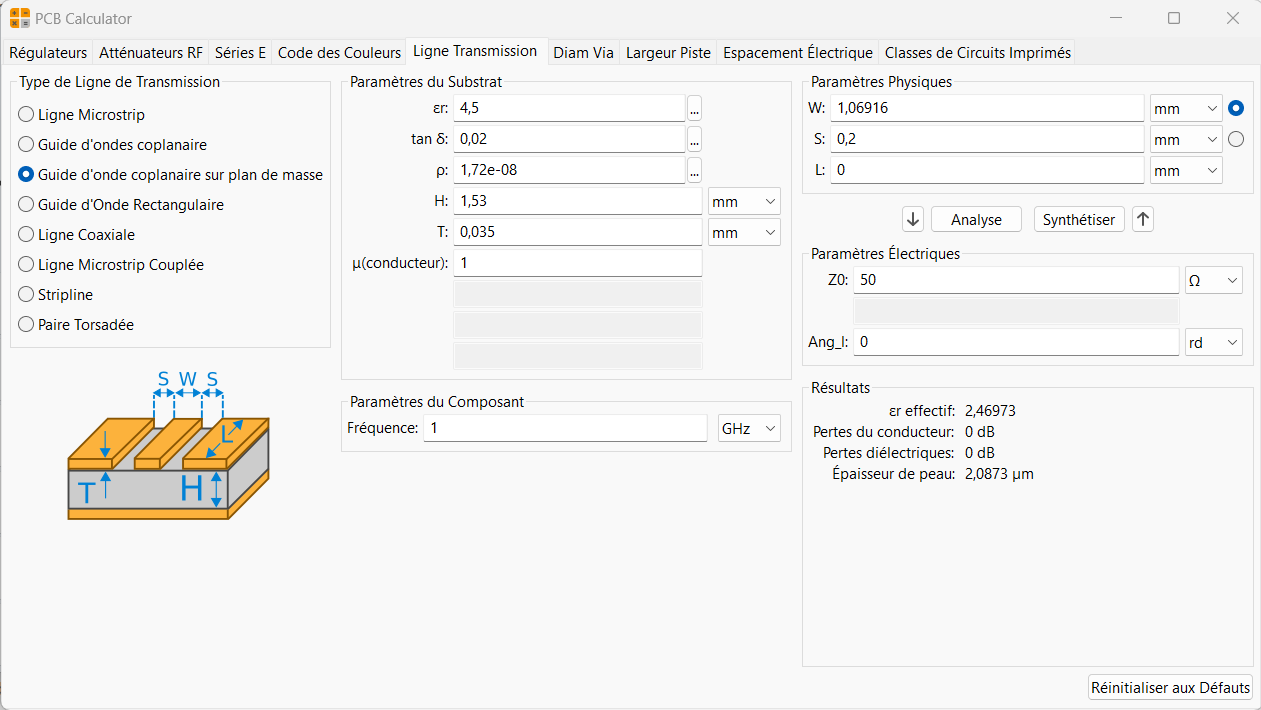 PCB Calculator
Régulateurs Atténuateurs RF Séries E Code des Couleurs Ligne Transmission Diam Via Largeur Piste Espacement Électrique Classes de Circuits Imprimés
Type de Ligne de Transmission
Ligne Microstrip
Guide d'ondes coplanaire
Guide d'onde coplanaire sur plan de masse
Guide d'Onde Rectangulaire
Ligne Coaxiale
Ligne Microstrip Couplée
Stripline
Paire Torsadée
S W S
L
T H
Paramètres du Substrat
εr: 4,5 ...
tan δ: 0,02 ...
ρ: 1,72e-08 ...
H: 1,53 mm
T: 0,035 mm
μ(conducteur): 1
Paramètres du Composant
Fréquence: 1 GHz
Paramètres Physiques
W: 1,06916 mm
S: 0,2 mm
L: 0 mm
Analyse Synthétiser
Paramètres Électriques
Z0: 50 Ω
Ang_l: 0 rd
Résultats
εr effectif: 2,46973
Pertes du conducteur: 0 dB
Pertes diélectriques: 0 dB
Épaisseur de peau: 2,0873 µm
Réinitialiser aux Défauts